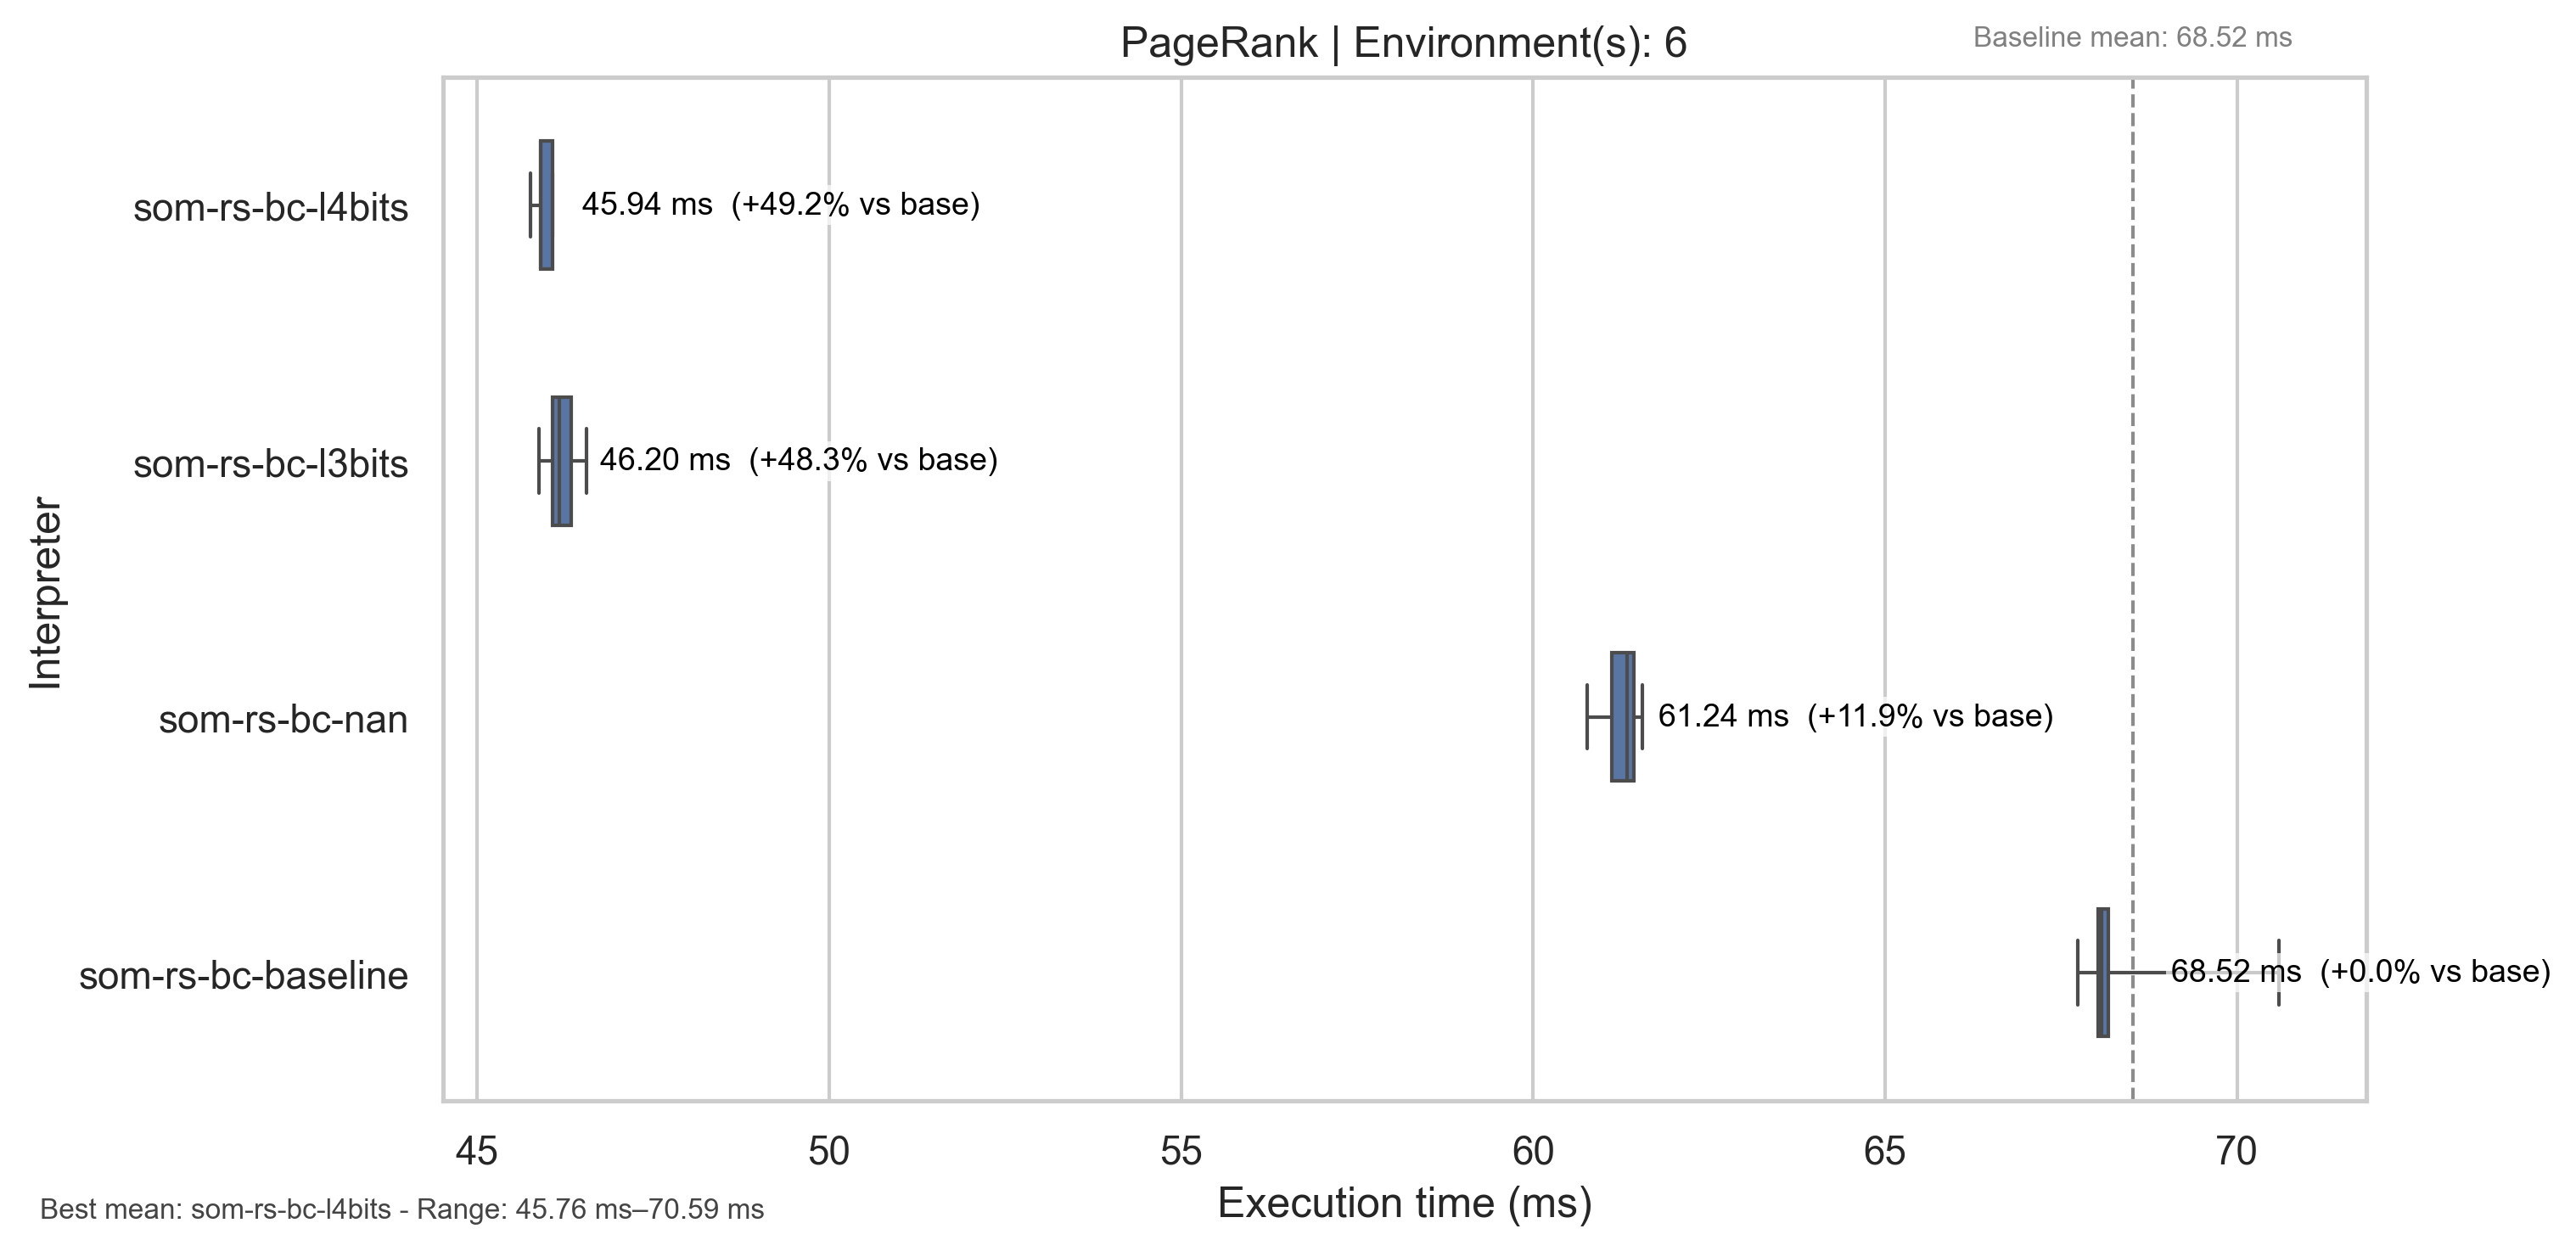 PageRank | Environment(s): 6
Baseline mean: 68.52 ms
Interpreter
som-rs-bc-l4bits
45.94 ms (+49.2% vs base)
som-rs-bc-l3bits
46.20 ms (+48.3% vs base)
som-rs-bc-nan
61.24 ms (+11.9% vs base)
som-rs-bc-baseline
68.52 ms (+0.0% vs base)
45 50 55 60 65 70
Execution time (ms)
Best mean: som-rs-bc-l4bits - Range: 45.76 ms–70.59 ms